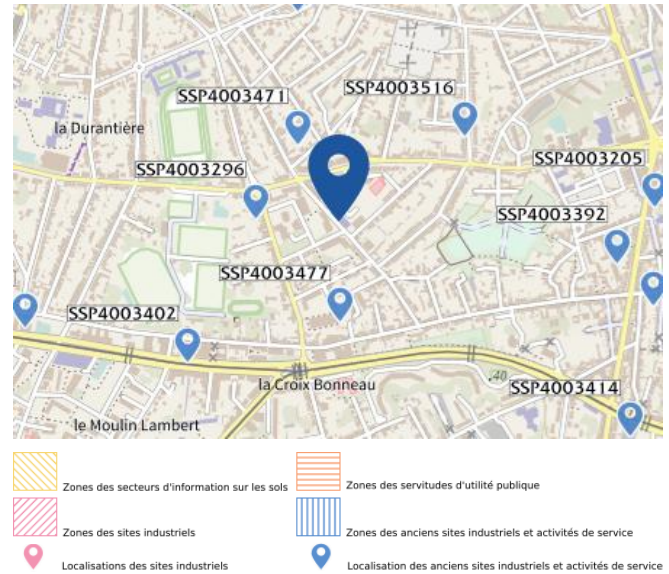 SSP4003471
SSP4003516
la Durantière
SSP4003296
SSP4003205
SSP4003392
SSP4003477
SSP4003402
la Croix Bonneau
40
SSP4003414
le Moulin Lambert
Zones des secteurs d'information sur les sols
Zones des servitudes d'utilité publique
Zones des sites industriels
Zones des anciens sites industriels et activités de service
Localisations des sites industriels
Localisation des anciens sites industriels et activités de service